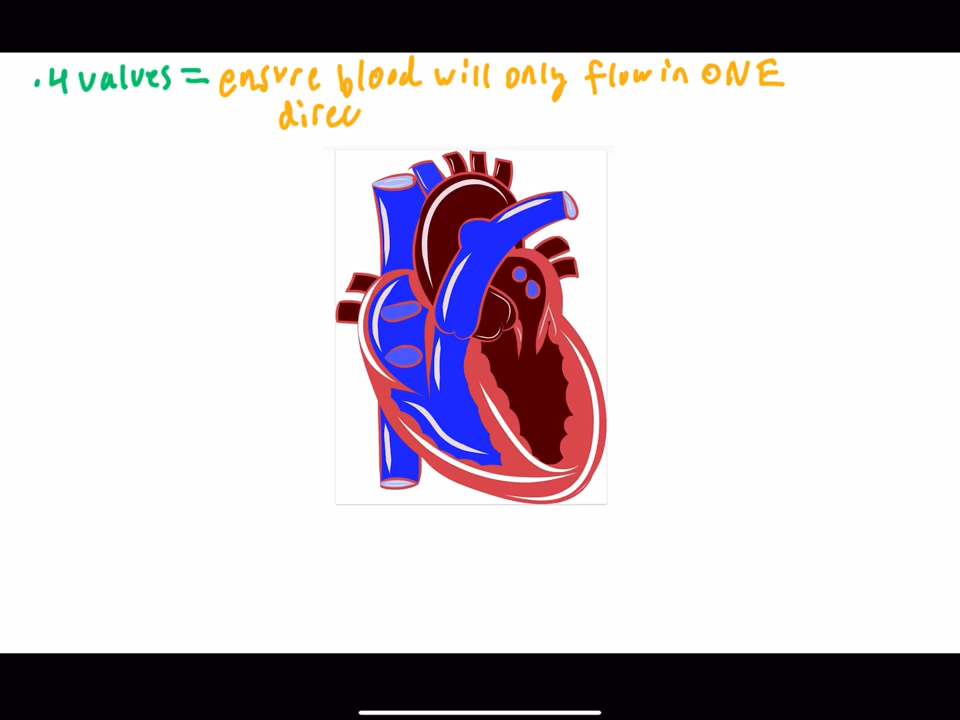 .4 valves = ensure blood will only flow in ONE
direc